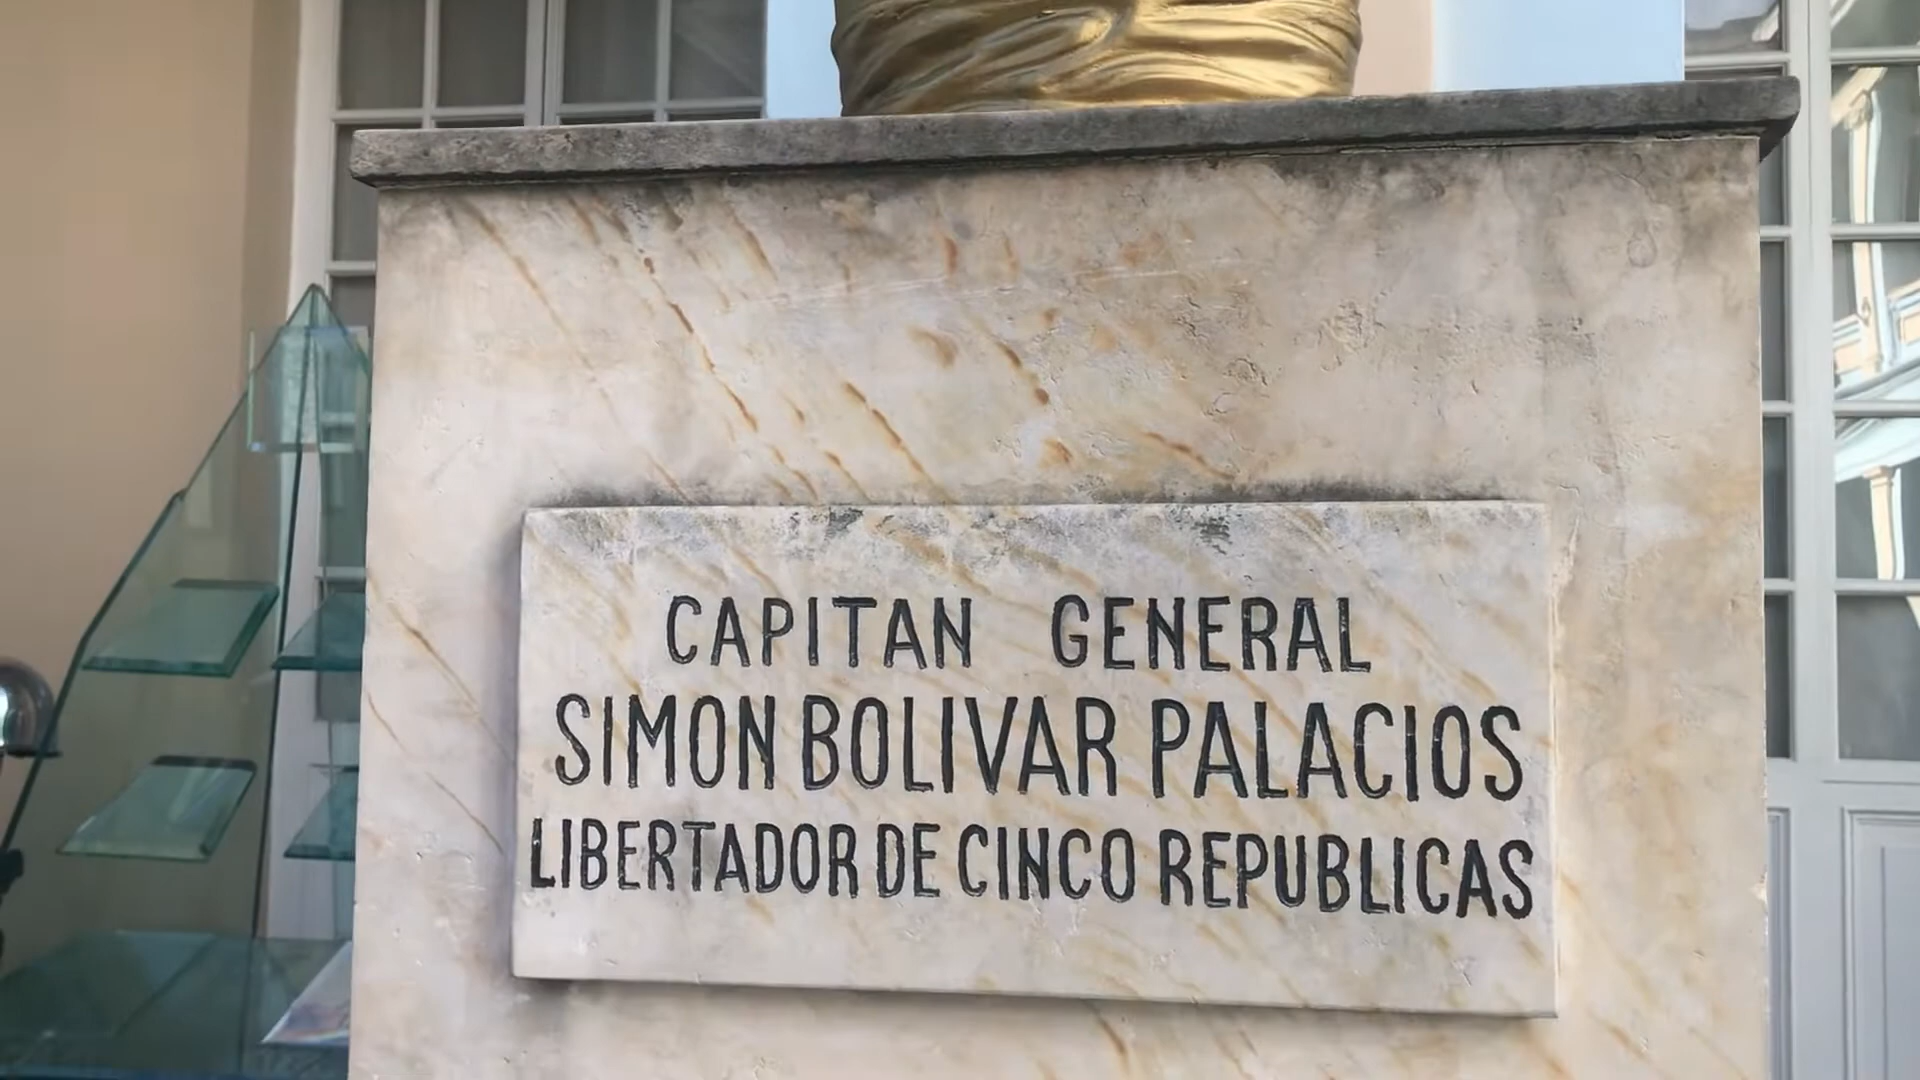 CAPITAN GENERAL
SIMON BOLIVAR PALACIOS
LIBERTADOR DE CINCO REPUBLICAS